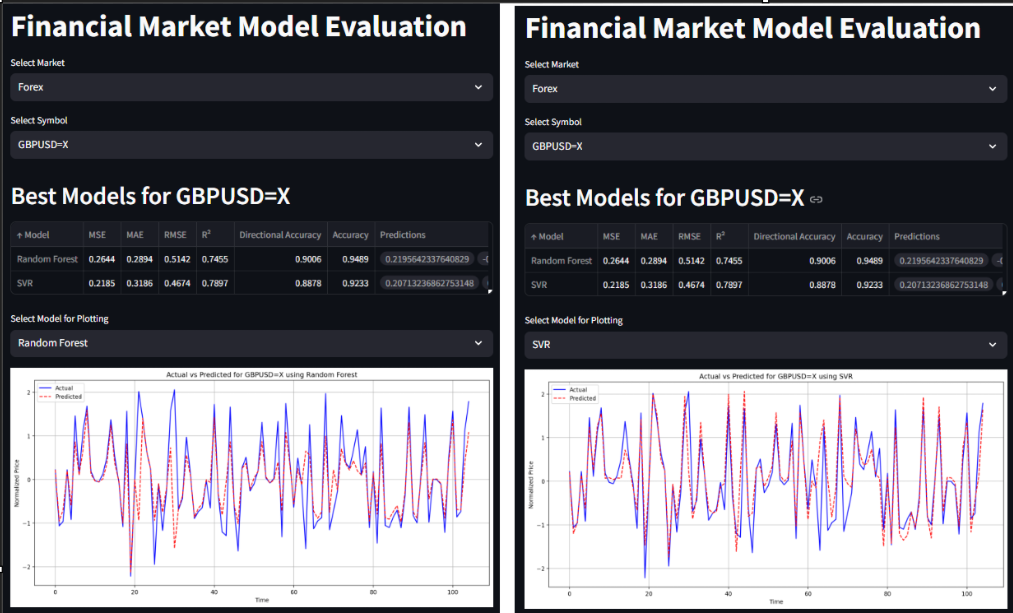 Financial Market Model Evaluation
Select Market
Forex
Select Symbol
GBPUSD=X
Best Models for GBPUSD=X
↑ Model MSE MAE RMSE R² Directional Accuracy Accuracy Predictions
Random Forest 0.2644 0.2894 0.5142 0.7455 0.9006 0.9489 0.2195642337640829
SVR 0.2185 0.3186 0.4674 0.7897 0.8878 0.9233 0.20713236862753148
Select Model for Plotting
Random Forest
Actual vs Predicted for GBPUSD=X using Random Forest
Actual
Predicted
Normalized Price
2
1
0
−1
−2
0 20 40 60 80 100
Time
Financial Market Model Evaluation
Select Market
Forex
Select Symbol
GBPUSD=X
Best Models for GBPUSD=X
↑ Model MSE MAE RMSE R² Directional Accuracy Accuracy Predictions
Random Forest 0.2644 0.2894 0.5142 0.7455 0.9006 0.9489 0.2195642337640829
SVR 0.2185 0.3186 0.4674 0.7897 0.8878 0.9233 0.20713236862753148
Select Model for Plotting
SVR
Actual vs Predicted for GBPUSD=X using SVR
Actual
Predicted
Normalized Price
2
1
0
−1
−2
0 20 40 60 80 100
Time